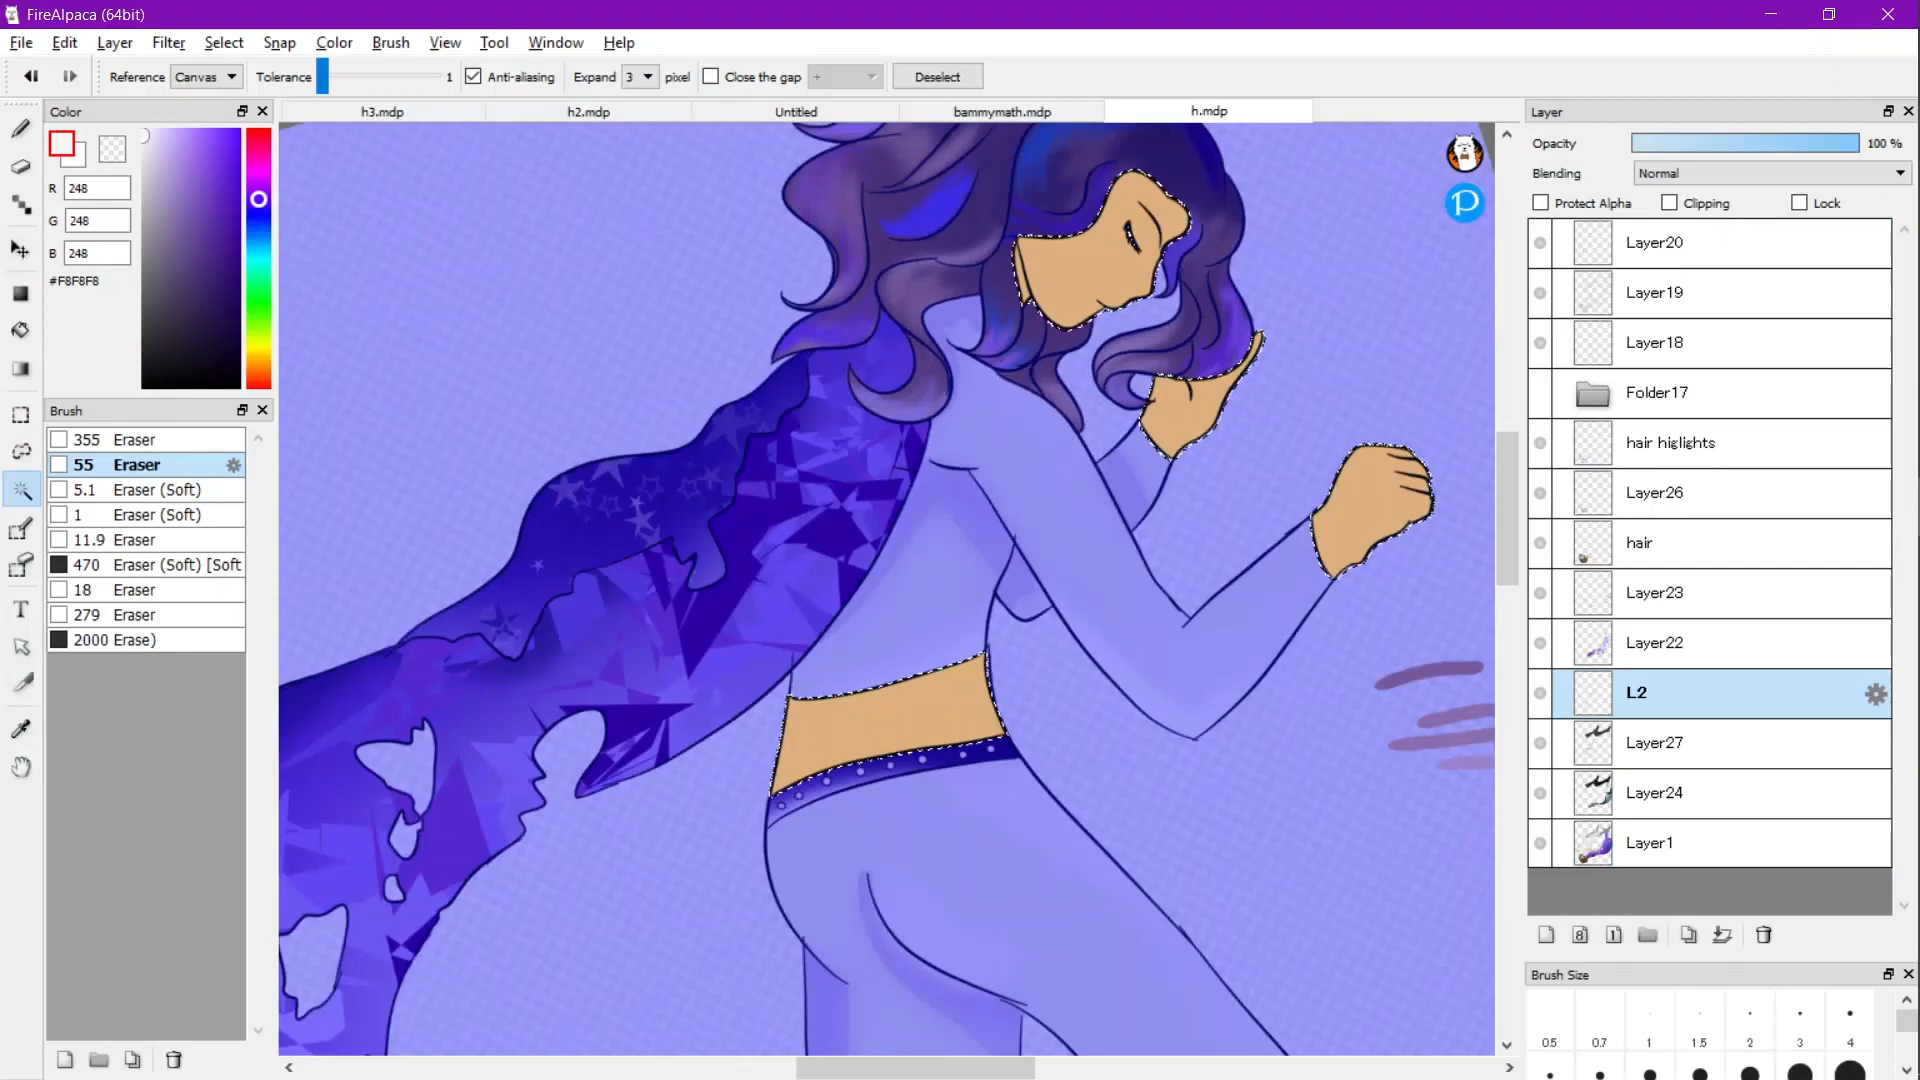 FireAlpaca (64bit)
File Edit Layer Filter Select Snap Color Brush View Tool Window Help
Reference Canvas Tolerance 1 Anti-aliasing Expand 3 pixel Close the gap + Deselect
Color
R 248
G 248
B 248
#F8F8F8
Brush
355 Eraser
55 Eraser
5.1 Eraser (Soft)
1 Eraser (Soft)
11.9 Eraser
470 Eraser (Soft) [Soft
18 Eraser
279 Eraser
2000 Erase)
h3.mdp h2.mdp Untitled bammymath.mdp h.mdp
Layer
Opacity 100 %
Blending Normal
Protect Alpha Clipping Lock
Layer20
Layer19
Layer18
Folder17
hair higlights
Layer26
hair
Layer23
Layer22
L2
Layer27
Layer24
Layer1
8 1
Brush Size
0.5 0.7 1 1.5 2 3 4